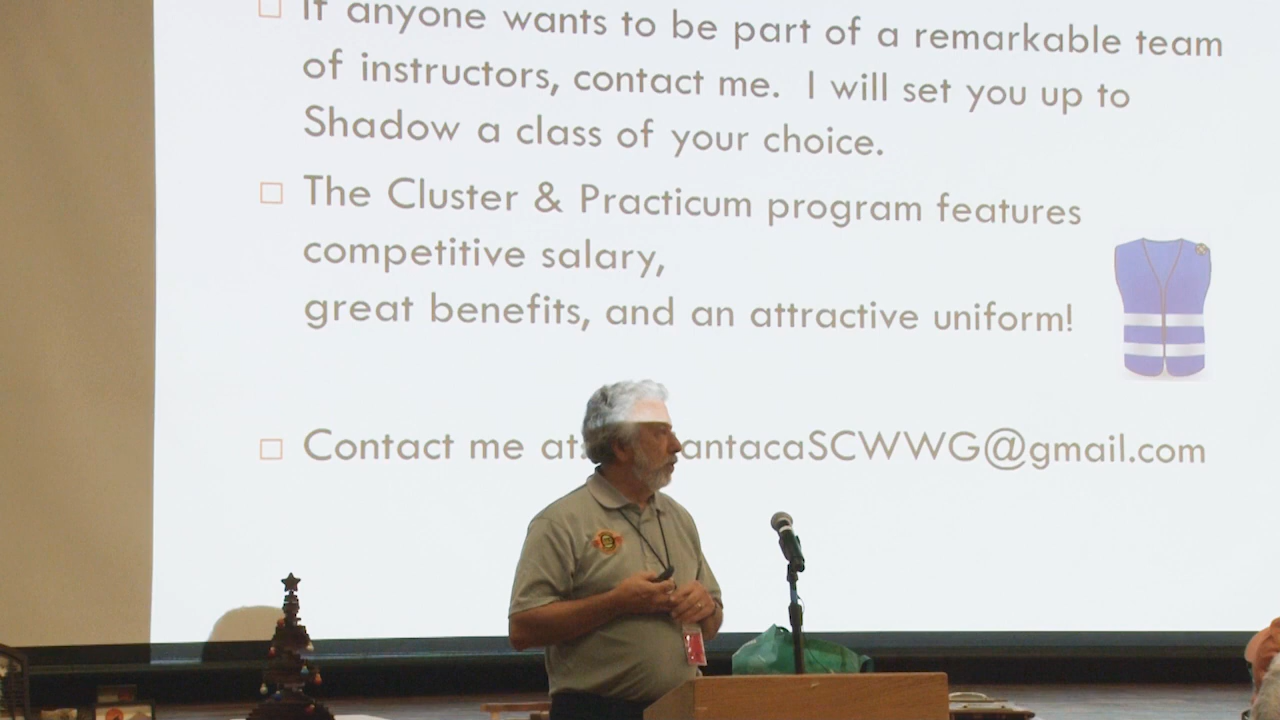 If anyone wants to be part of a remarkable team
of instructors, contact me. I will set you up to
Shadow a class of your choice.
The Cluster & Practicum program features
competitive salary,
great benefits, and an attractive uniform!
Contact me at antacaSCWWG@gmail.com